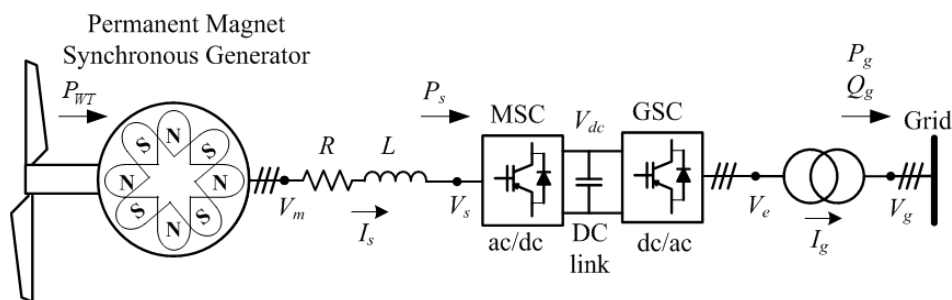 Permanent Magnet
Synchronous Generator
P_WT
N
S
N
S
N
S
N
S
R
L
V_m
I_s
P_s
V_s
MSC
ac/dc
V_dc
DC
link
GSC
dc/ac
V_e
I_g
P_g
Q_g
V_g
Grid